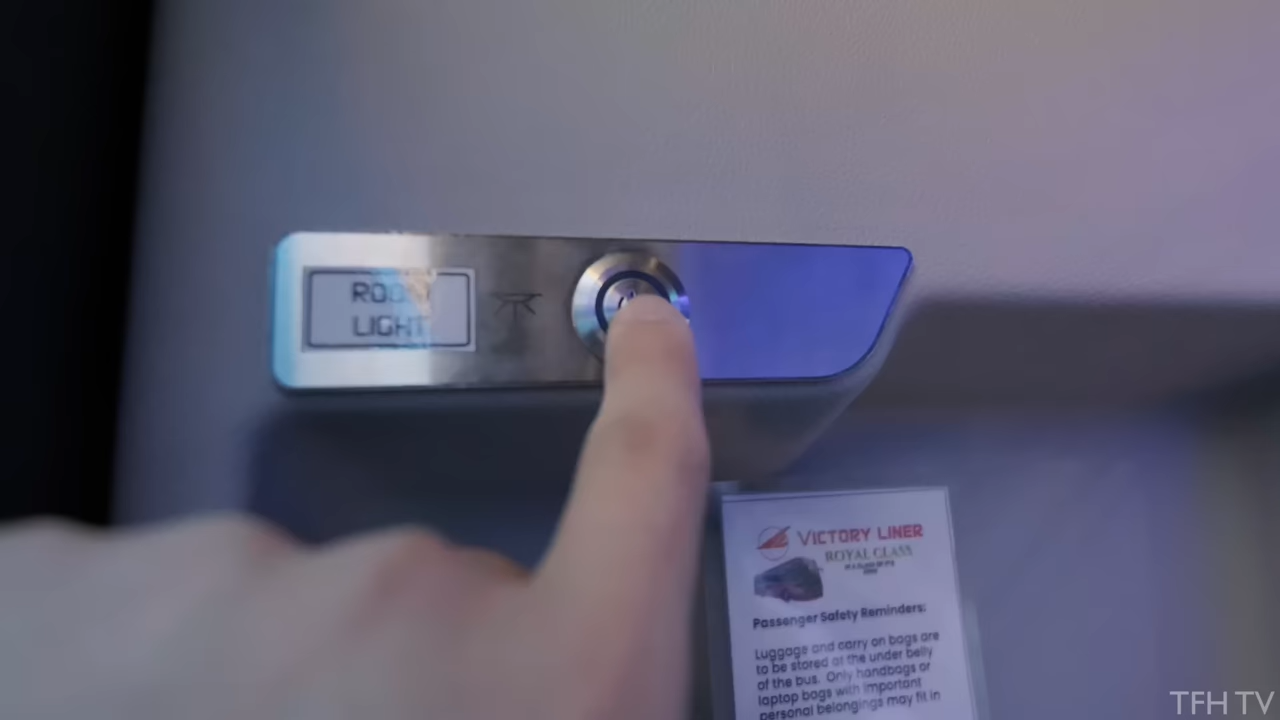 ROOM
LIGHT
VICTORY LINER
ROYAL CLASS
Passenger Safety Reminders:
Luggage and carry on bags are
to be stored at the under belly
of the bus. Only handbags or
laptop bags with important
personal belongings may fit in
TFH TV